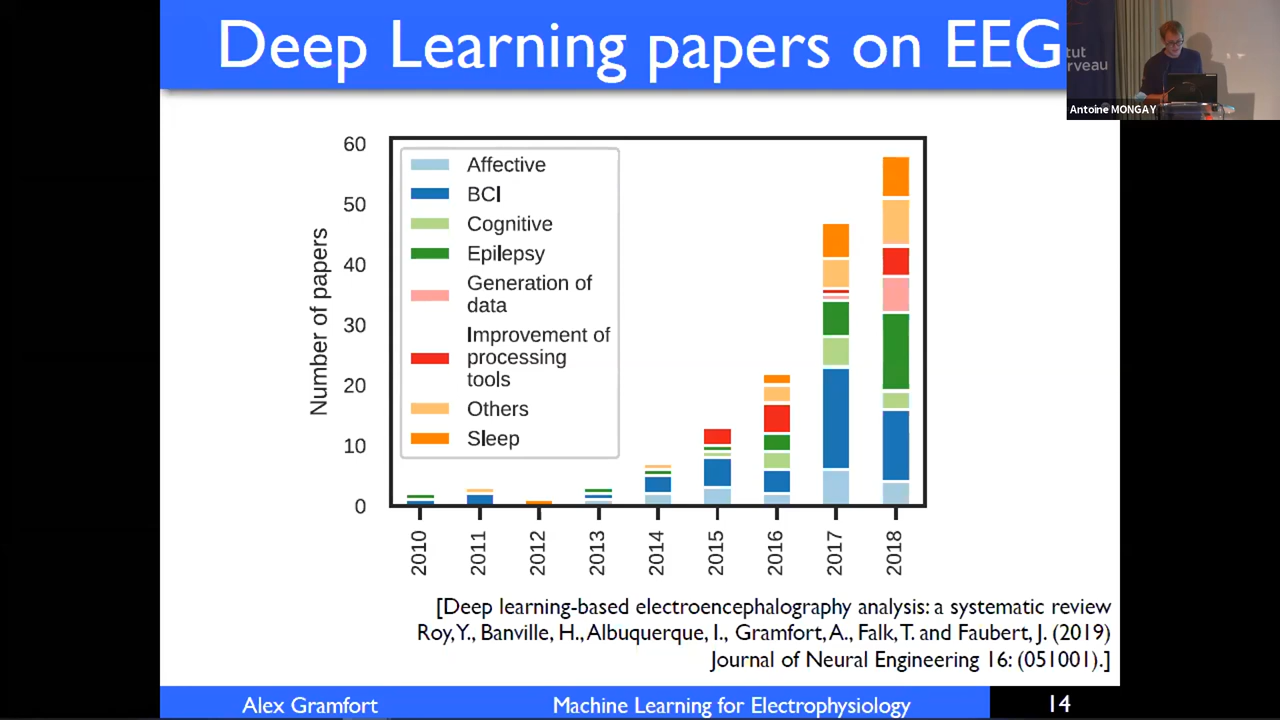 Deep Learning papers on EEG
tut
rveau
Antoine MONGAY
60
50
40
30
20
10
0
Number of papers
Affective
BCI
Cognitive
Epilepsy
Generation of
data
Improvement of
processing
tools
Others
Sleep
2010
2011
2012
2013
2014
2015
2016
2017
2018
[Deep learning-based electroencephalography analysis: a systematic review
Roy, Y., Banville, H., Albuquerque, I., Gramfort, A., Falk, T. and Faubert, J. (2019)
Journal of Neural Engineering 16: (051001).]
Alex Gramfort
Machine Learning for Electrophysiology
14